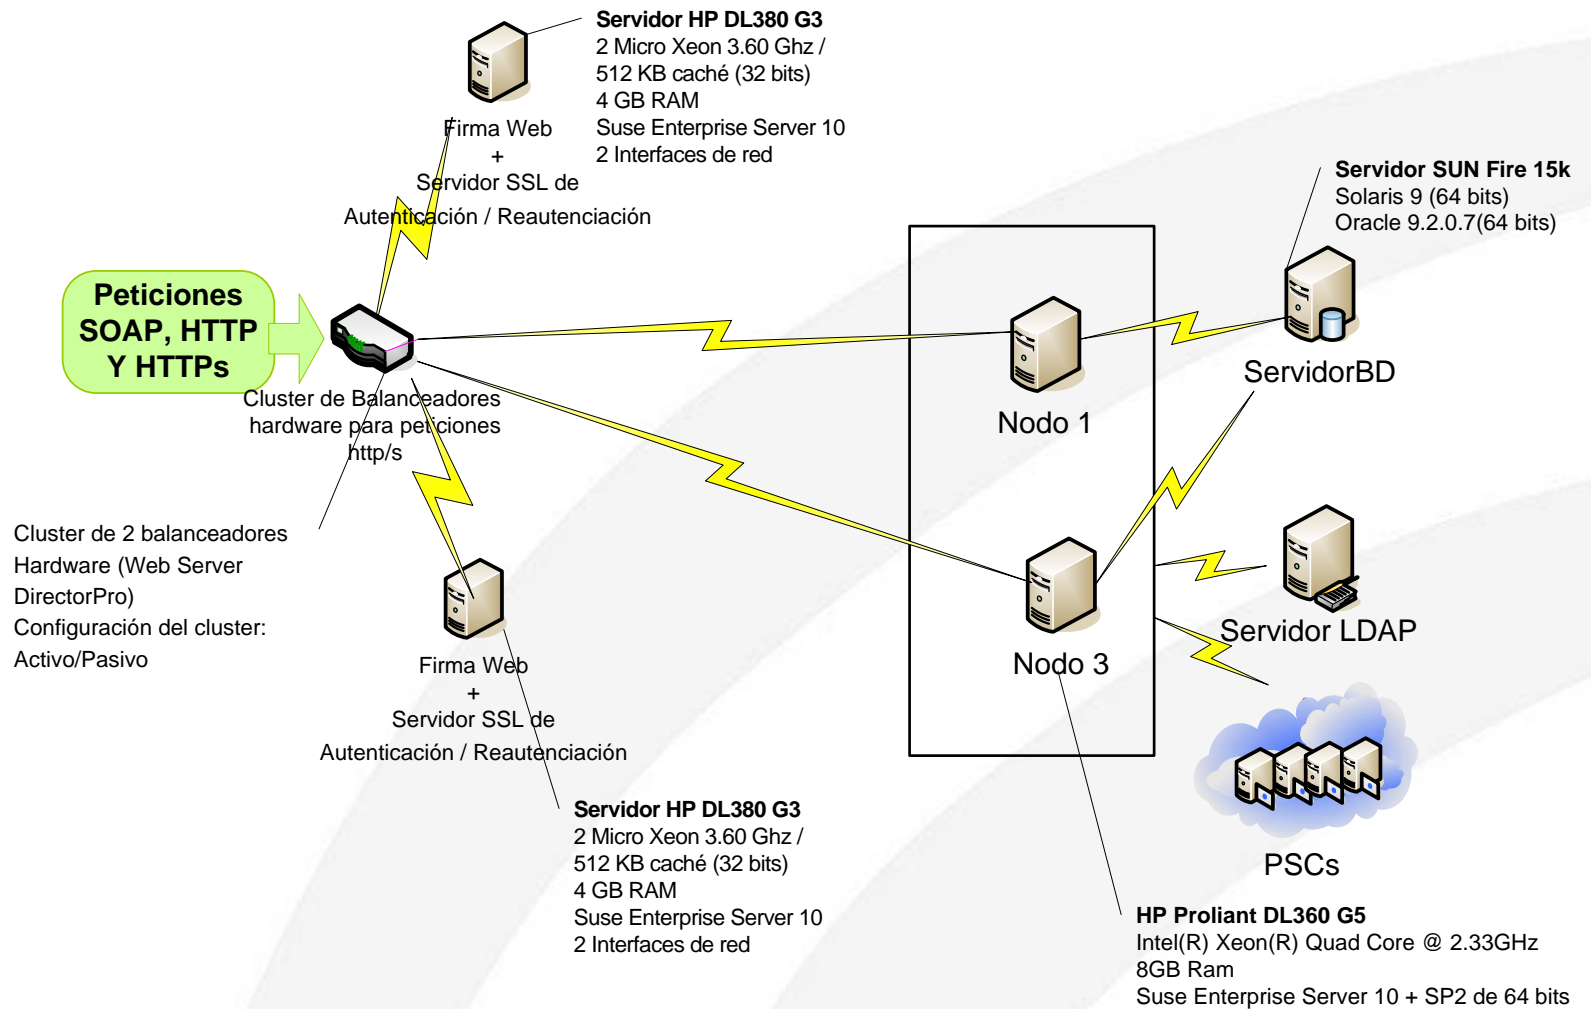 Servidor HP DL380 G3
2 Micro Xeon 3.60 Ghz /
512 KB caché (32 bits)
4 GB RAM
Suse Enterprise Server 10
2 Interfaces de red
Firma Web
+
Servidor SSL de
Autenticación / Reautenciación
Servidor SUN Fire 15k
Solaris 9 (64 bits)
Oracle 9.2.0.7(64 bits)
Peticiones
SOAP, HTTP
Y HTTPs
Cluster de Balanceadores
hardware para peticiones
http/s
Nodo 1
ServidorBD
Cluster de 2 balanceadores
Hardware (Web Server
DirectorPro)
Configuración del cluster:
Activo/Pasivo
Firma Web
+
Servidor SSL de
Autenticación / Reautenciación
Nodo 3
Servidor LDAP
PSCs
Servidor HP DL380 G3
2 Micro Xeon 3.60 Ghz /
512 KB caché (32 bits)
4 GB RAM
Suse Enterprise Server 10
2 Interfaces de red
HP Proliant DL360 G5
Intel(R) Xeon(R) Quad Core @ 2.33GHz
8GB Ram
Suse Enterprise Server 10 + SP2 de 64 bits